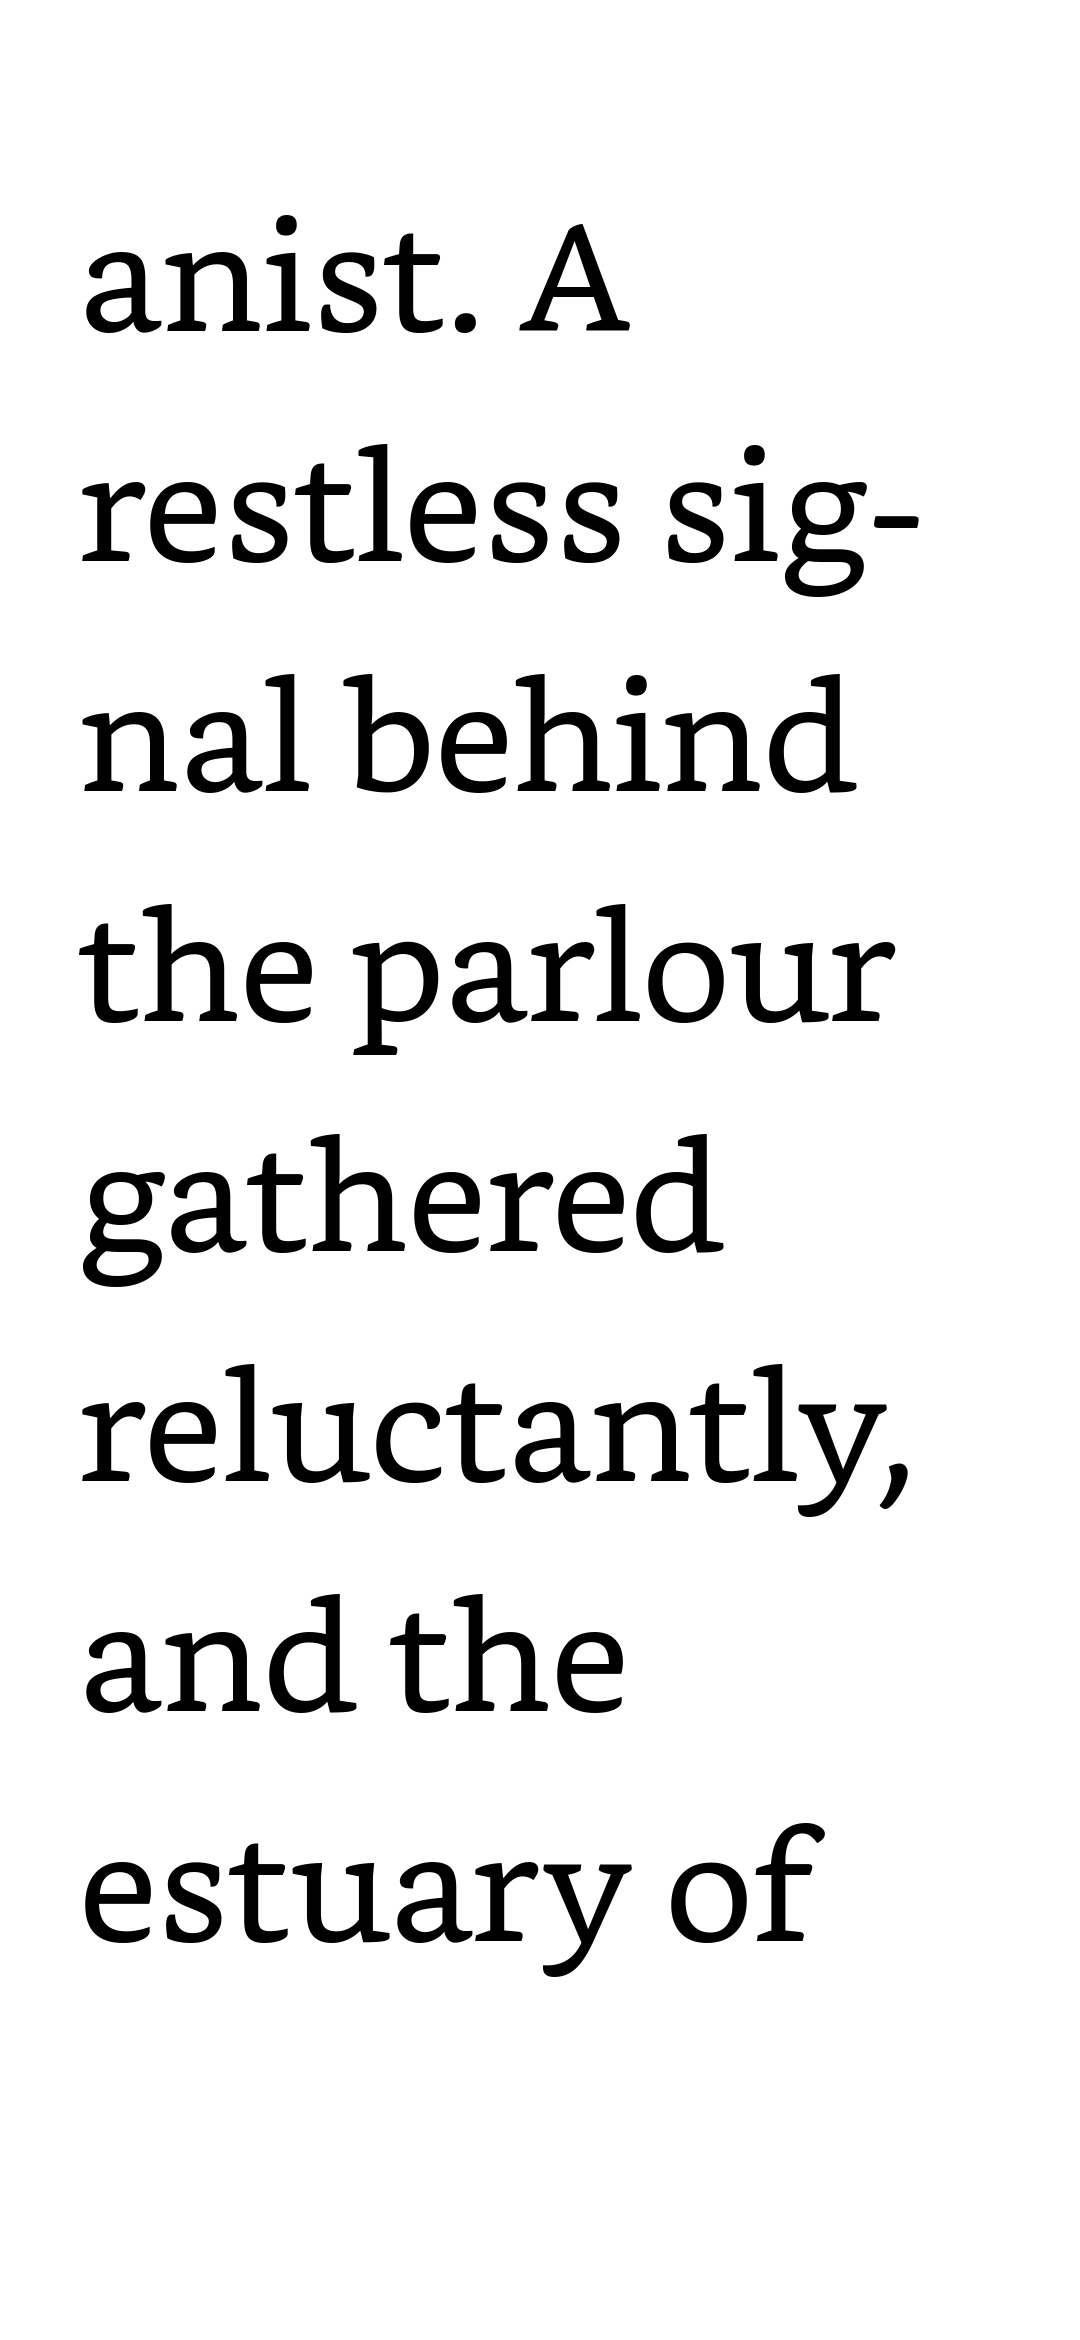 anist. A
restless sig-
nal behind
the parlour
gathered
reluctantly,
and the
estuary of